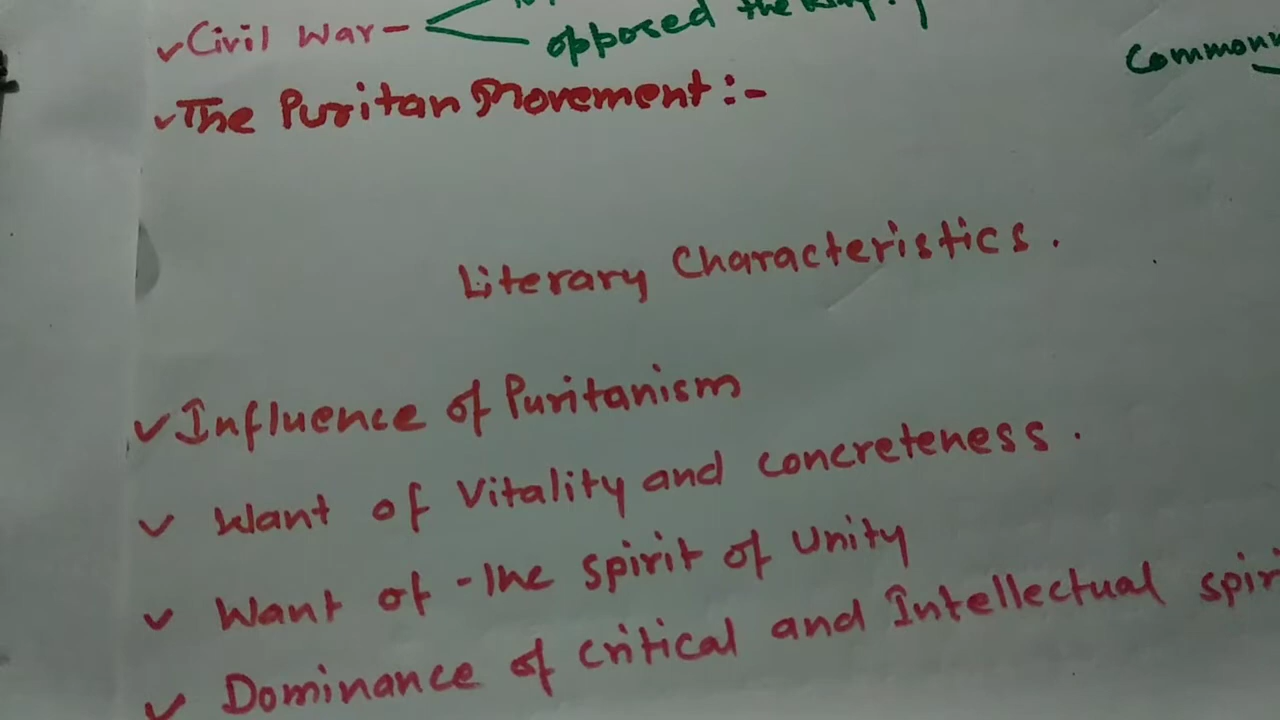 ✓Civil War- opposed the King.
Common
✓The Puritan Movement:-
Literary Characteristics.
✓Influence of Puritanism
✓ Want of Vitality and concreteness.
✓ Want of the spirit of Unity
✓ Dominance of critical and Intellectual spiri